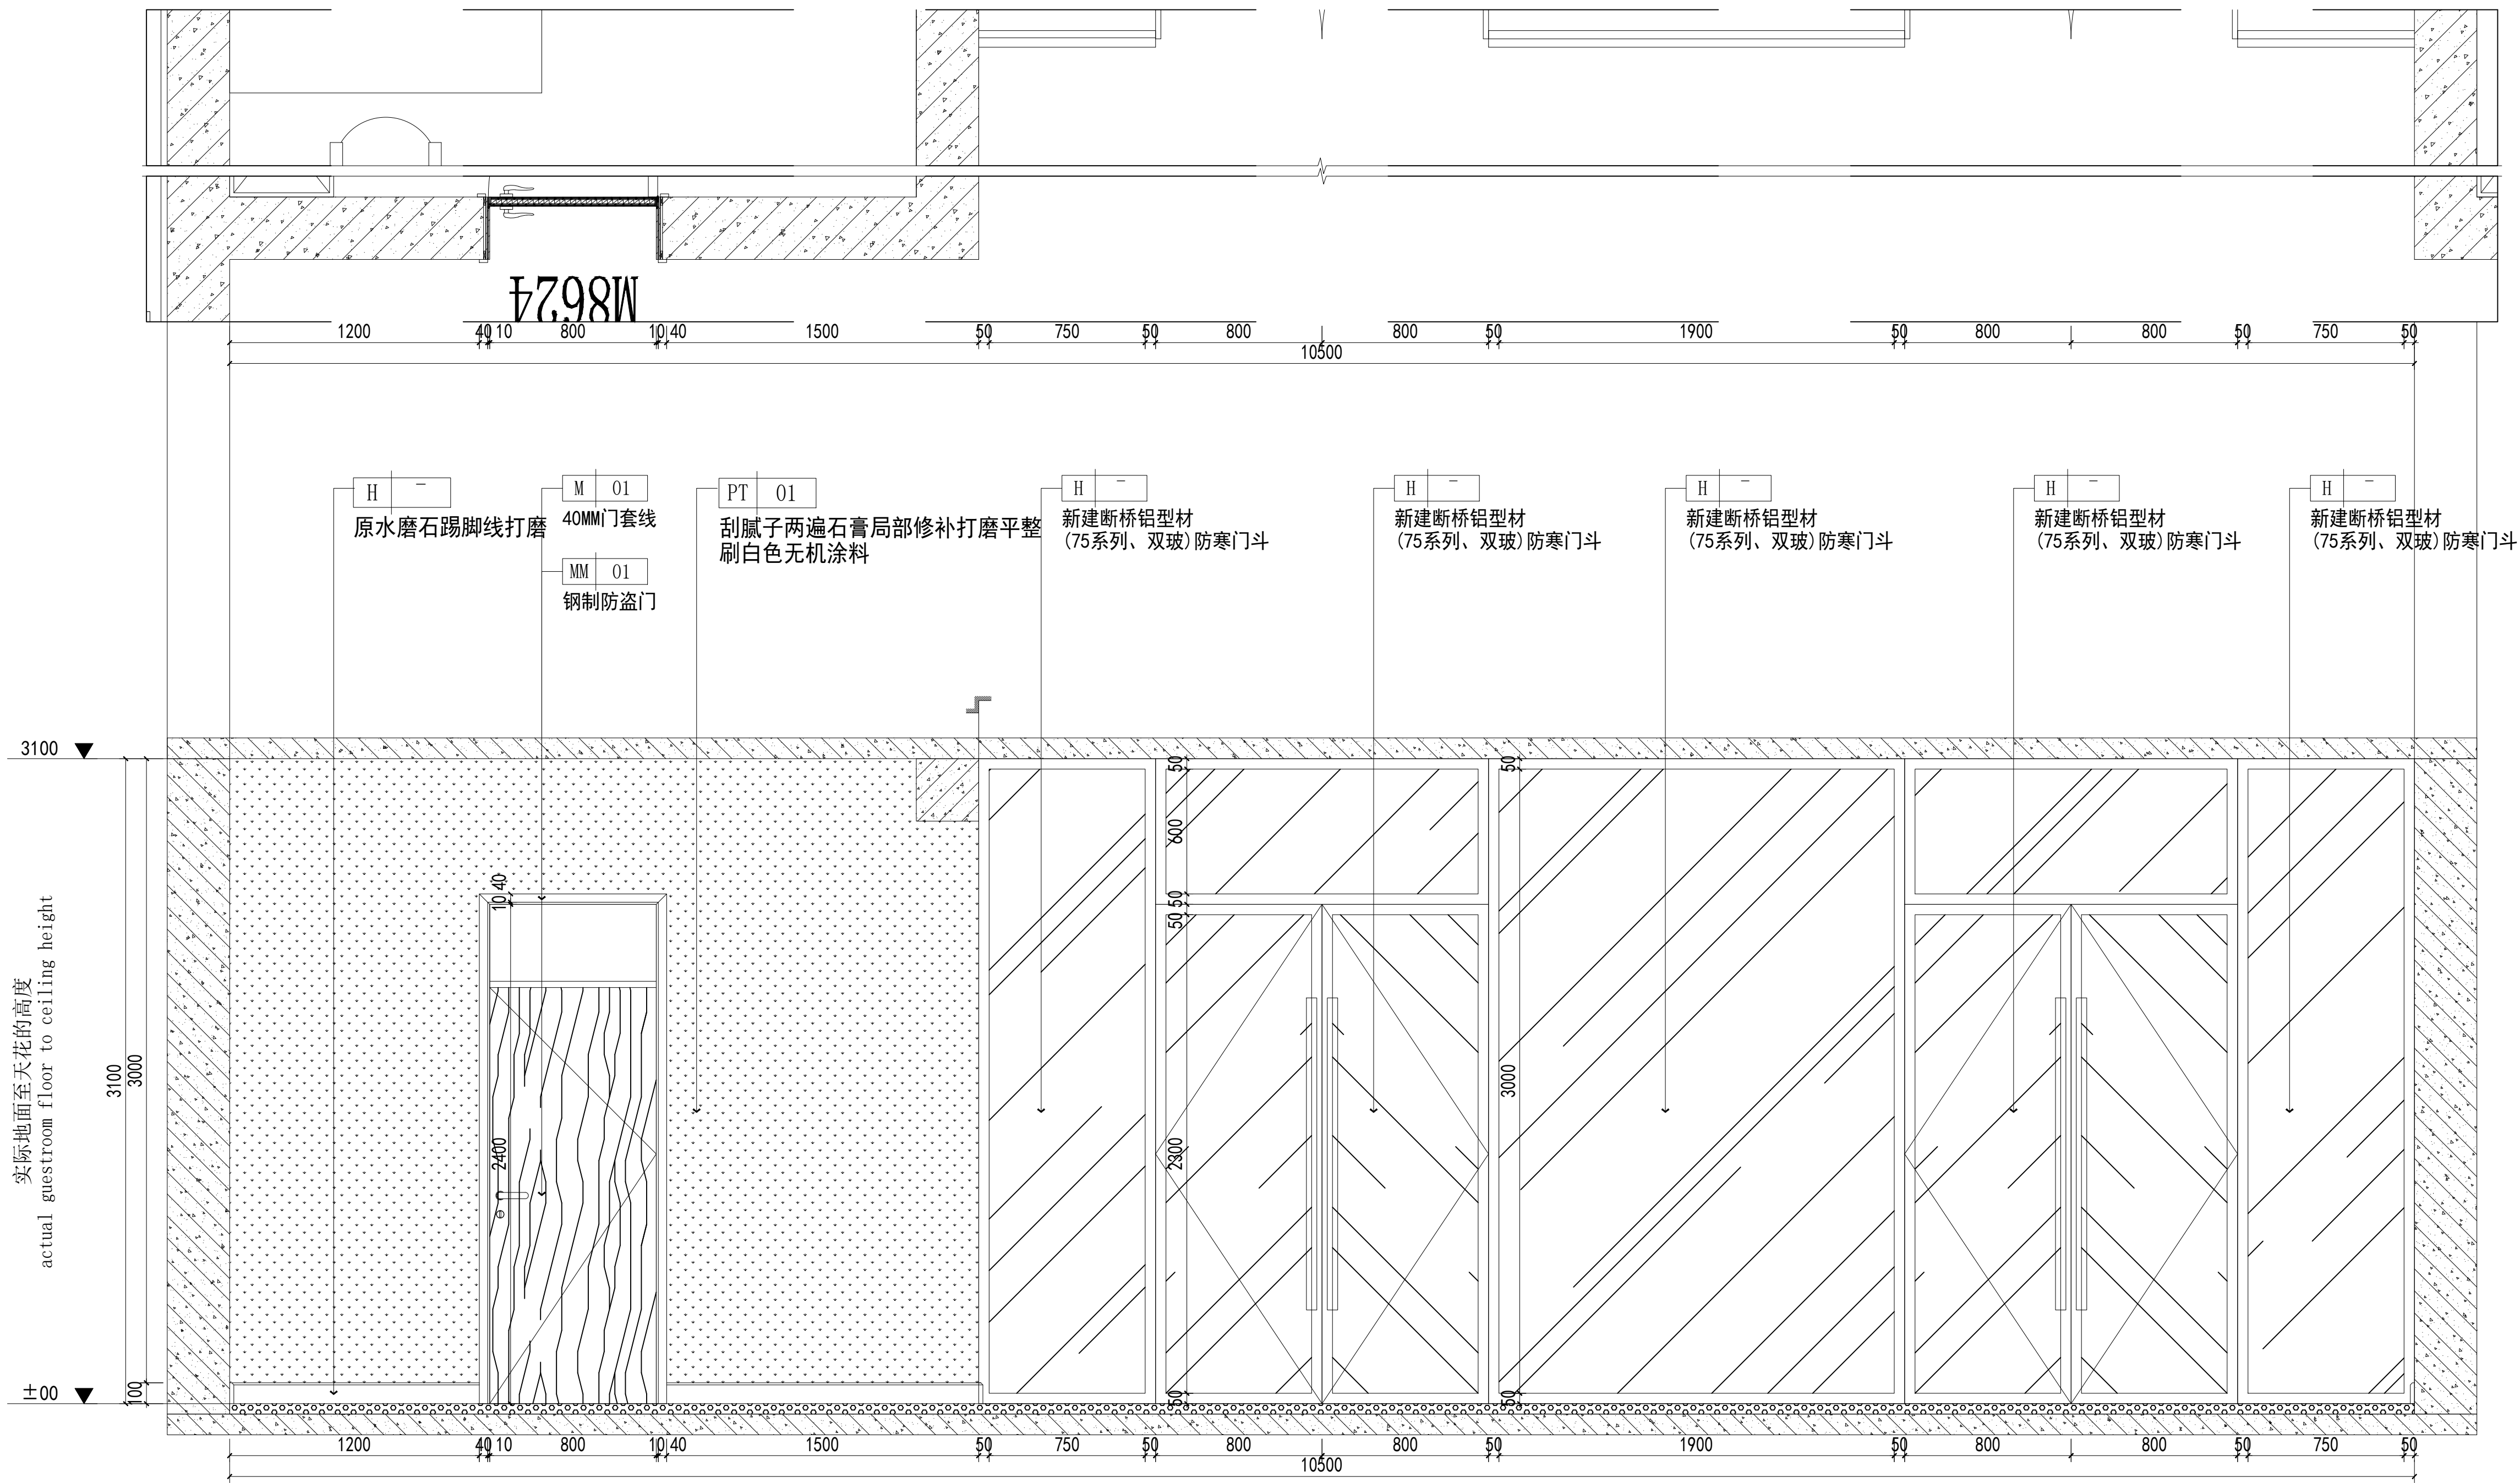 M8624
1200 40 10 800 10 40 1500 50 750 50 800 800 50 1900 50 800 800 50 750 50
10500
H —
原水磨石踢脚线打磨
M 01
40MM门套线
MM 01
钢制防盗门
PT 01
刮腻子两遍石膏局部修补打磨平整
刷白色无机涂料
H —
新建断桥铝型材
(75系列、双玻)防寒门斗
H —
新建断桥铝型材
(75系列、双玻)防寒门斗
H —
新建断桥铝型材
(75系列、双玻)防寒门斗
H —
新建断桥铝型材
(75系列、双玻)防寒门斗
H —
新建断桥铝型材
(75系列、双玻)防寒门斗
3100
实际地面至天花的高度
actual guestroom floor to ceiling height
3100
3000
100
±00
40
10
2400
50
600
50
50
2300
50
50
3000
50
1200 40 10 800 10 40 1500 50 750 50 800 800 50 1900 50 800 800 50 750 50
10500